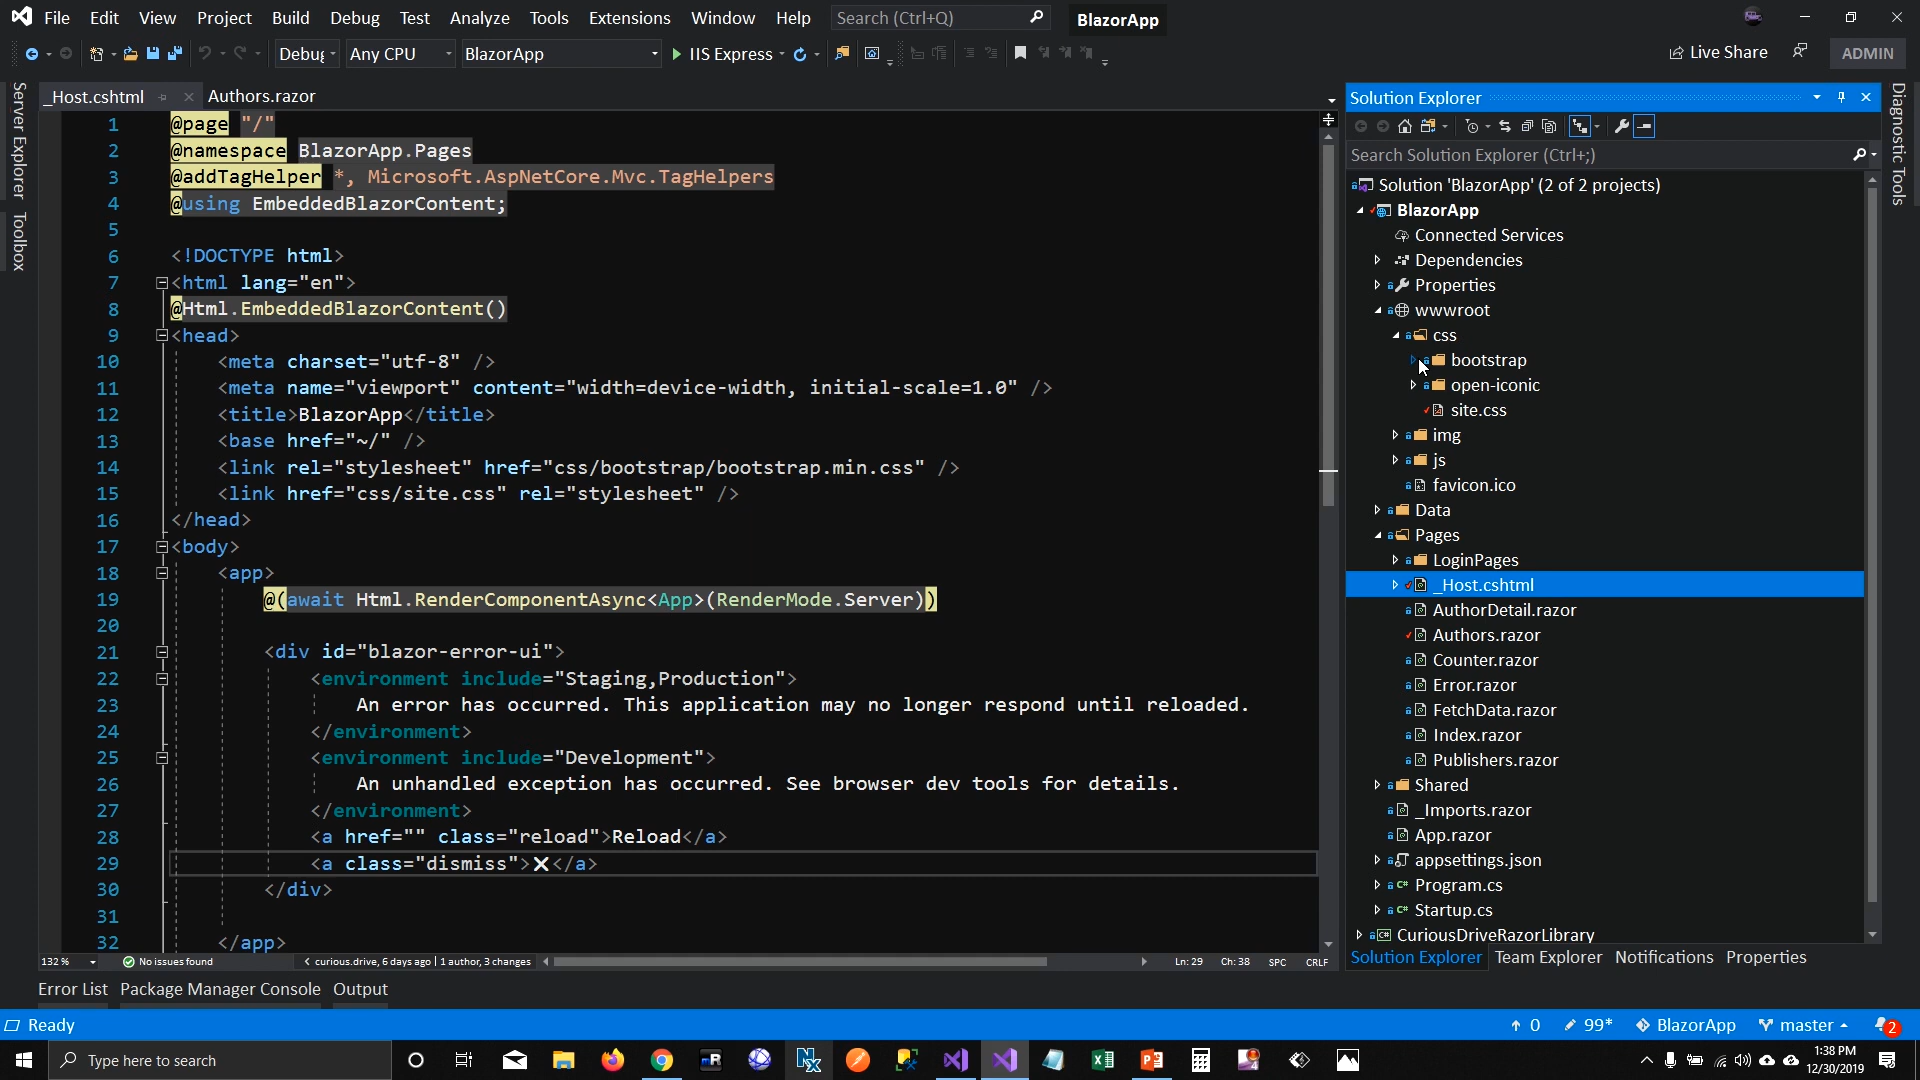 File Edit View Project Build Debug Test Analyze Tools Extensions Window Help Search (Ctrl+Q) BlazorApp
Debug Any CPU BlazorApp IIS Express Live Share ADMIN
Server Explorer
Toolbox
_Host.cshtml Authors.razor
1 @page "/"
2 @namespace BlazorApp.Pages
3 @addTagHelper *, Microsoft.AspNetCore.Mvc.TagHelpers
4 @using EmbeddedBlazorContent;
5
6 <!DOCTYPE html>
7 <html lang="en">
8 @Html.EmbeddedBlazorContent()
9 <head>
10 <meta charset="utf-8" />
11 <meta name="viewport" content="width=device-width, initial-scale=1.0" />
12 <title>BlazorApp</title>
13 <base href="~/" />
14 <link rel="stylesheet" href="css/bootstrap/bootstrap.min.css" />
15 <link href="css/site.css" rel="stylesheet" />
16 </head>
17 <body>
18 <app>
19 @(await Html.RenderComponentAsync<App>(RenderMode.Server))
20
21 <div id="blazor-error-ui">
22 <environment include="Staging,Production">
23 An error has occurred. This application may no longer respond until reloaded.
24 </environment>
25 <environment include="Development">
26 An unhandled exception has occurred. See browser dev tools for details.
27 </environment>
28 <a href="" class="reload">Reload</a>
29 <a class="dismiss">🗙</a>
30 </div>
31
32 </app>
132 % No issues found curious.drive, 6 days ago | 1 author, 3 changes Ln: 29 Ch: 38 SPC CRLF
Solution Explorer
Search Solution Explorer (Ctrl+;)
Solution 'BlazorApp' (2 of 2 projects)
BlazorApp
Connected Services
Dependencies
Properties
wwwroot
css
bootstrap
open-iconic
site.css
img
js
favicon.ico
Data
Pages
LoginPages
_Host.cshtml
AuthorDetail.razor
Authors.razor
Counter.razor
Error.razor
FetchData.razor
Index.razor
Publishers.razor
Shared
_Imports.razor
App.razor
appsettings.json
Program.cs
Startup.cs
CuriousDriveRazorLibrary
Solution Explorer Team Explorer Notifications Properties
Diagnostic Tools
Error List Package Manager Console Output
Ready 0 99* BlazorApp master 2
Type here to search 1:38 PM
12/30/2019